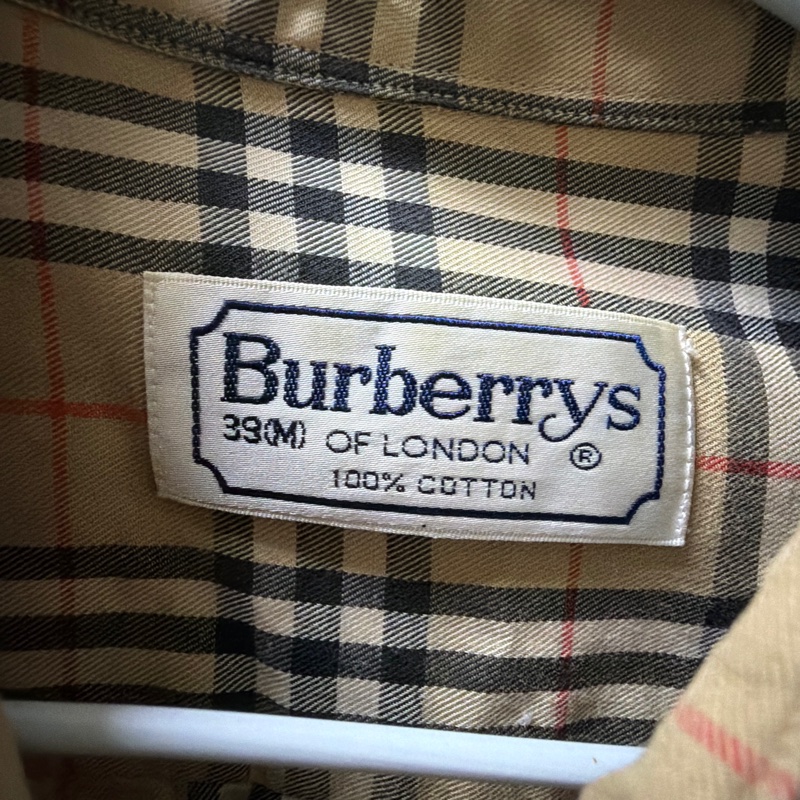 Burberrys
39(M) OF LONDON ®
100% COTTON